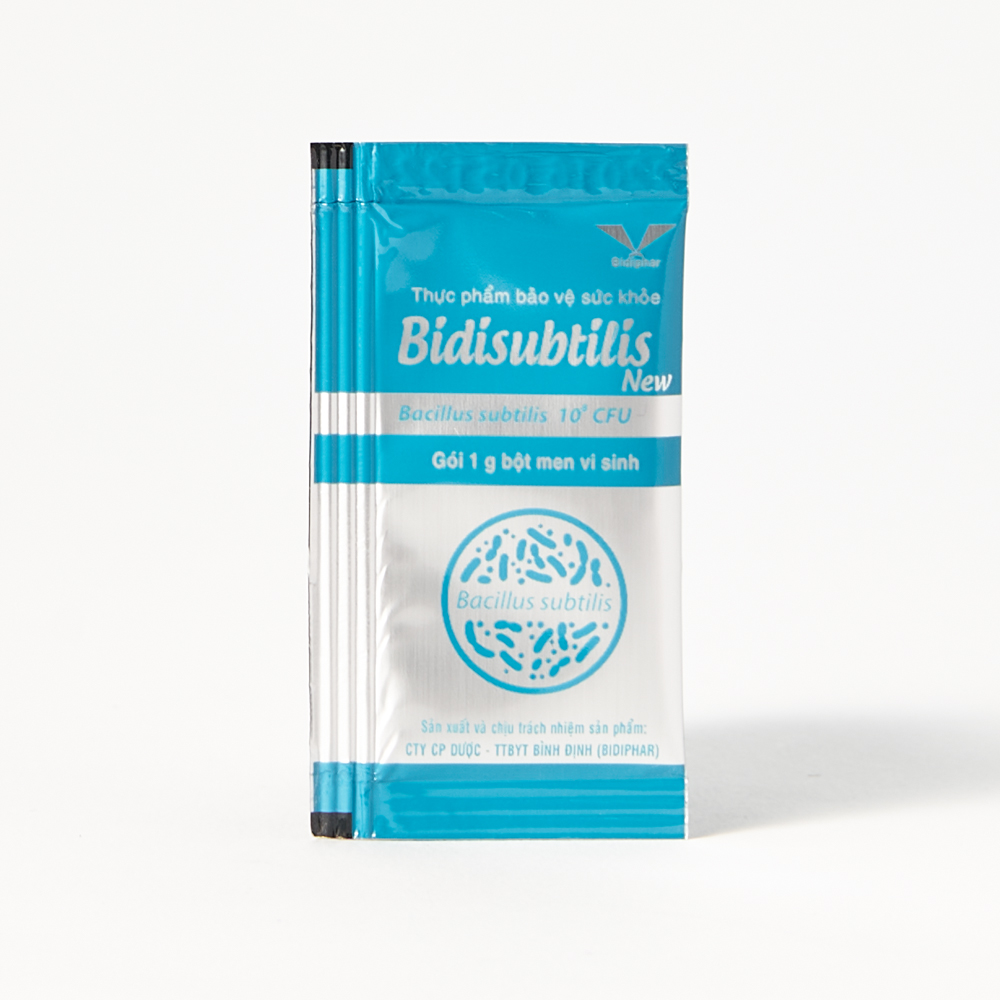 Bidiphar
Thực phẩm bảo vệ sức khỏe
Bidisubtilis
New
Bacillus subtilis 10⁸ CFU
Gói 1 g bột men vi sinh
Bacillus subtilis
Sản xuất và chịu trách nhiệm sản phẩm:
CTY CP DƯỢC - TTBYT BÌNH ĐỊNH (BIDIPHAR)